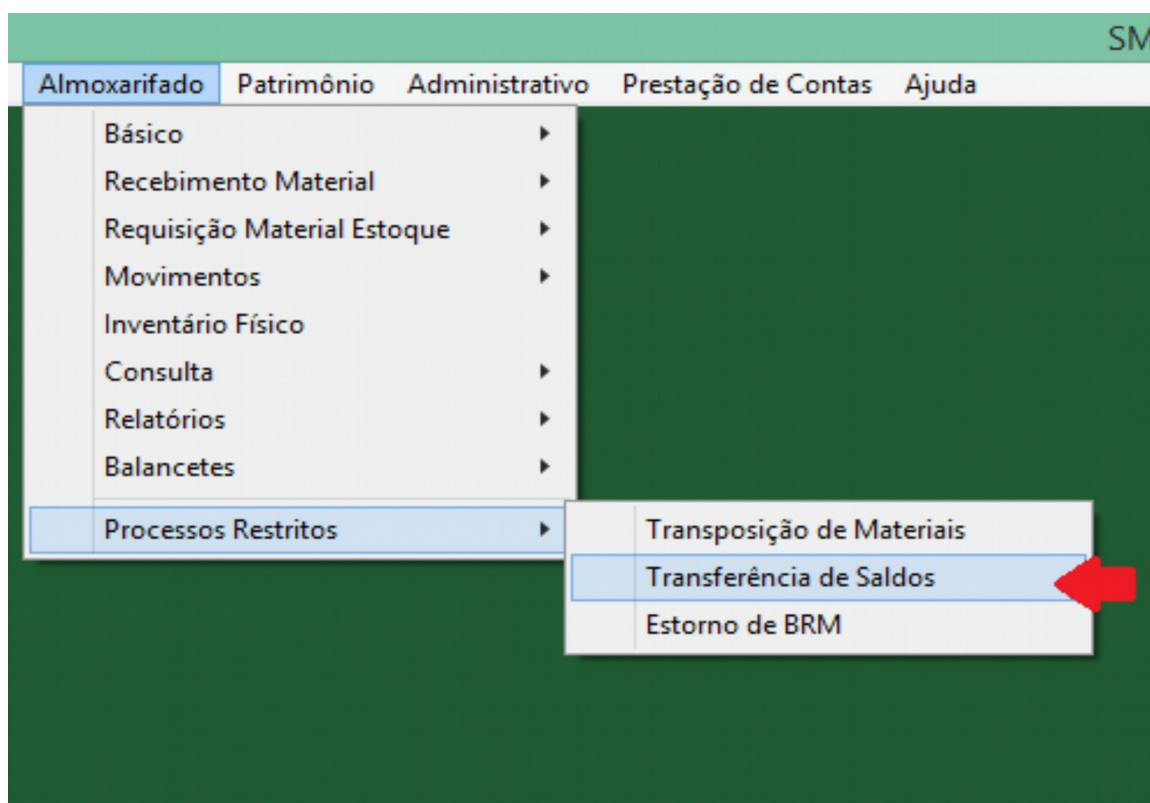 SM
Almoxarifado Patrimônio Administrativo Prestação de Contas Ajuda
Básico
Recebimento Material
Requisição Material Estoque
Movimentos
Inventário Físico
Consulta
Relatórios
Balancetes
Processos Restritos
Transposição de Materiais
Transferência de Saldos
Estorno de BRM